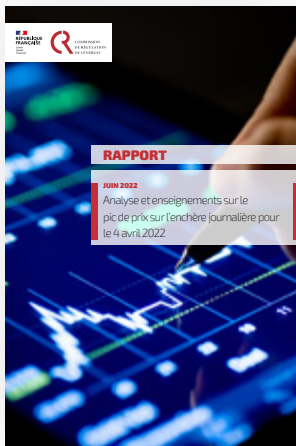 RÉPUBLIQUE
FRANÇAISE
COMMISSION
DE RÉGULATION
DE L'ÉNERGIE
RAPPORT
JUIN 2022
Analyse et enseignements sur le
pic de prix sur l'enchère journalière pour
le 4 avril 2022